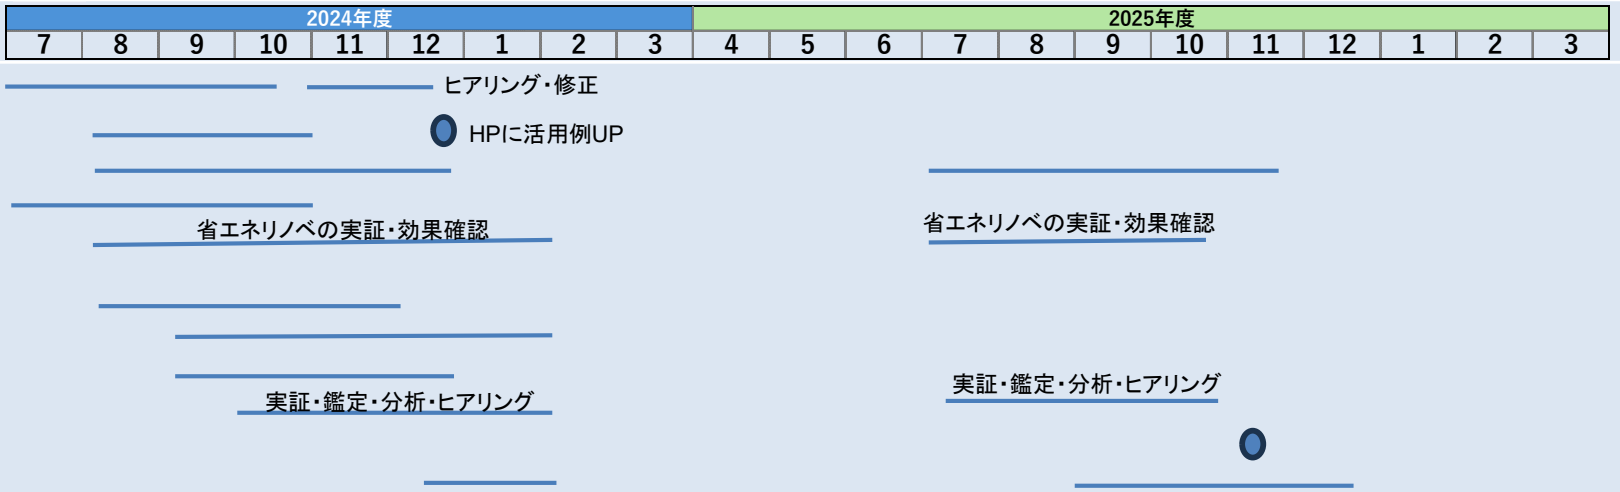 2024年度 2025年度
7 8 9 10 11 12 1 2 3 4 5 6 7 8 9 10 11 12 1 2 3
ヒアリング・修正
HPに活用例UP
省エネリノベの実証・効果確認 省エネリノベの実証・効果確認
実証・鑑定・分析・ヒアリング
実証・鑑定・分析・ヒアリング